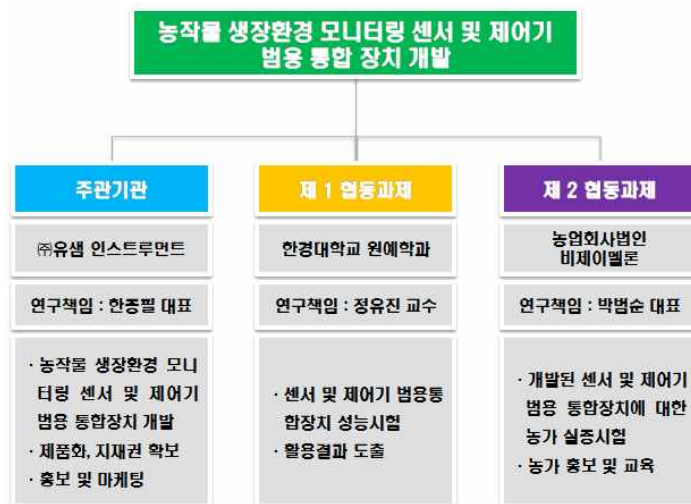 농작물 생장환경 모니터링 센서 및 제어기
범용 통합 장치 개발
주관기관
㈜유샘 인스트루먼트
연구책임 : 한종필 대표
· 농작물 생장환경 모니
터링 센서 및 제어기
범용 통합장치 개발
· 제품화, 지재권 확보
· 홍보 및 마케팅
제 1 협동과제
한경대학교 원예학과
연구책임 : 정유진 교수
· 센서 및 제어기 범용통
합장치 성능시험
· 활용결과 도출
제 2 협동과제
농업회사법인
비제이멜론
연구책임 : 박범순 대표
· 개발된 센서 및 제어기
범용 통합장치에 대한
농가 실증시험
· 농가 홍보 및 교육